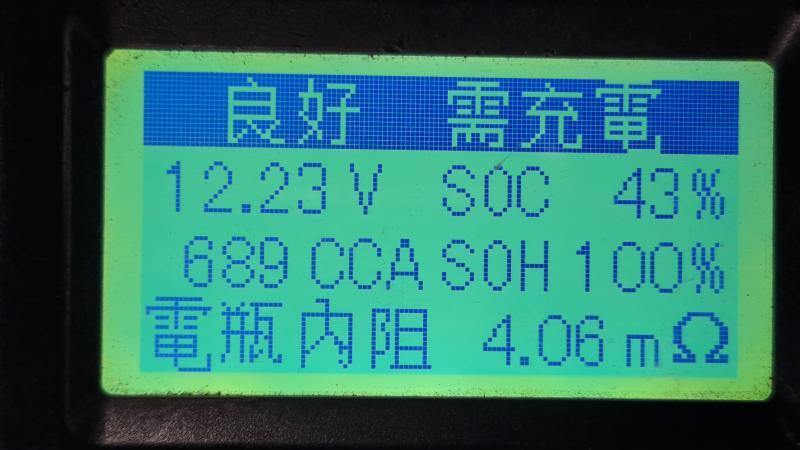 良好 需充電
12.23 V SOC 43%
689 CCA SOH 100%
電瓶內阻 4.06 mΩ